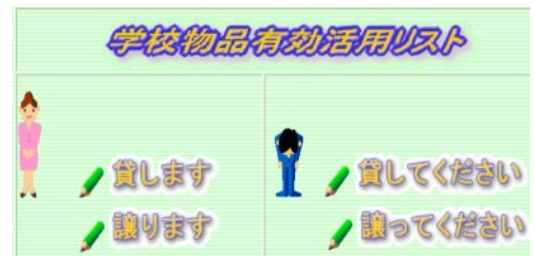 学校物品有効活用リスト
貸します
譲ります
貸してください
譲ってください